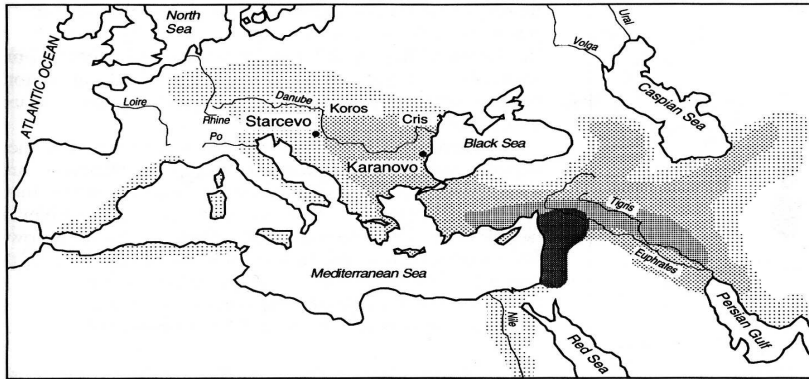 North
Sea
ATLANTIC OCEAN
Ural
Volga
Caspian Sea
Loire
Rhine
Danube
Koros
Cris
Starcevo
Po
Black Sea
Karanovo
Tigris
Euphrates
Mediterranean Sea
Nile
Red Sea
Persian Gulf